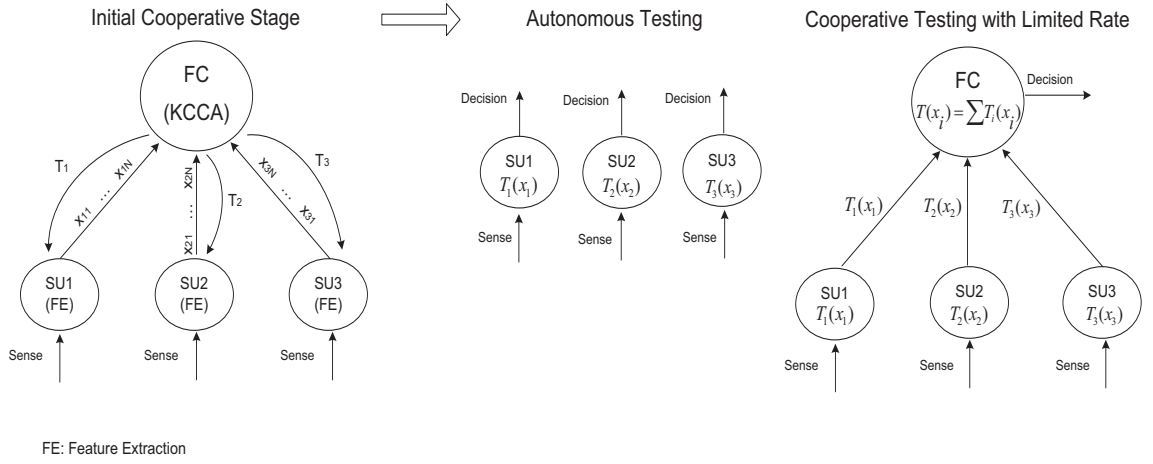 Initial Cooperative Stage
FC
(KCCA)
T1
x11 ... x1N
x21 ... x2N
T2
x3N ... x31
T3
SU1
(FE)
SU2
(FE)
SU3
(FE)
Sense
Sense
Sense
FE: Feature Extraction
Autonomous Testing
Decision
Decision
Decision
SU1
T1(x1)
SU2
T2(x2)
SU3
T3(x3)
Sense
Sense
Sense
Cooperative Testing with Limited Rate
FC
T(xi)=∑Ti(xi)
Decision
T1(x1)
T2(x2)
T3(x3)
SU1
T1(x1)
SU2
T2(x2)
SU3
T3(x3)
Sense
Sense
Sense